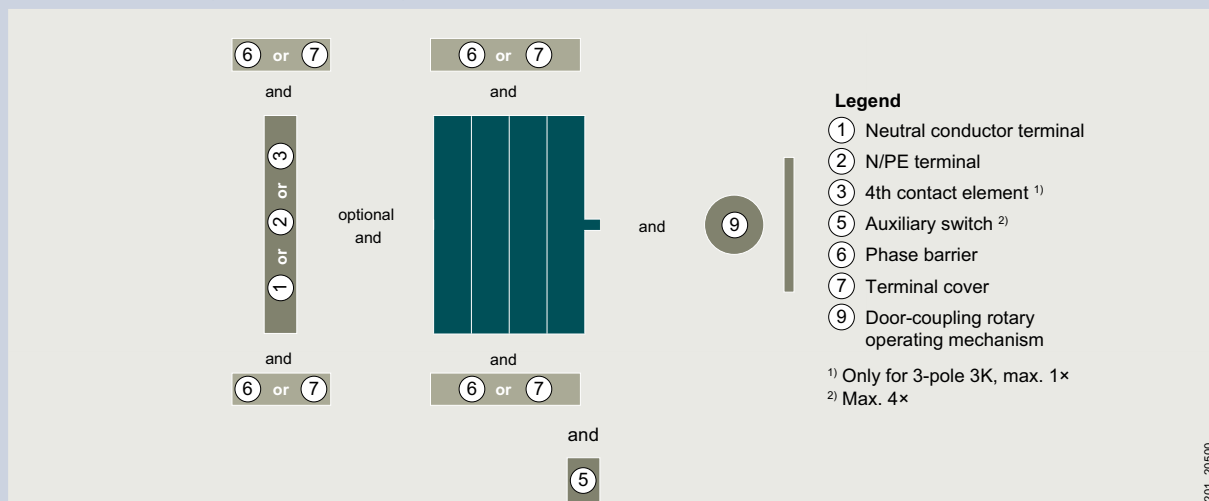 6 or 7
6 or 7
and
and
1 or 2 or 3
optional
and
and
9
and
and
6 or 7
6 or 7
and
5
Legend
1 Neutral conductor terminal
2 N/PE terminal
3 4th contact element 1)
5 Auxiliary switch 2)
6 Phase barrier
7 Terminal cover
9 Door-coupling rotary
operating mechanism
1) Only for 3-pole 3K, max. 1×
2) Max. 4×